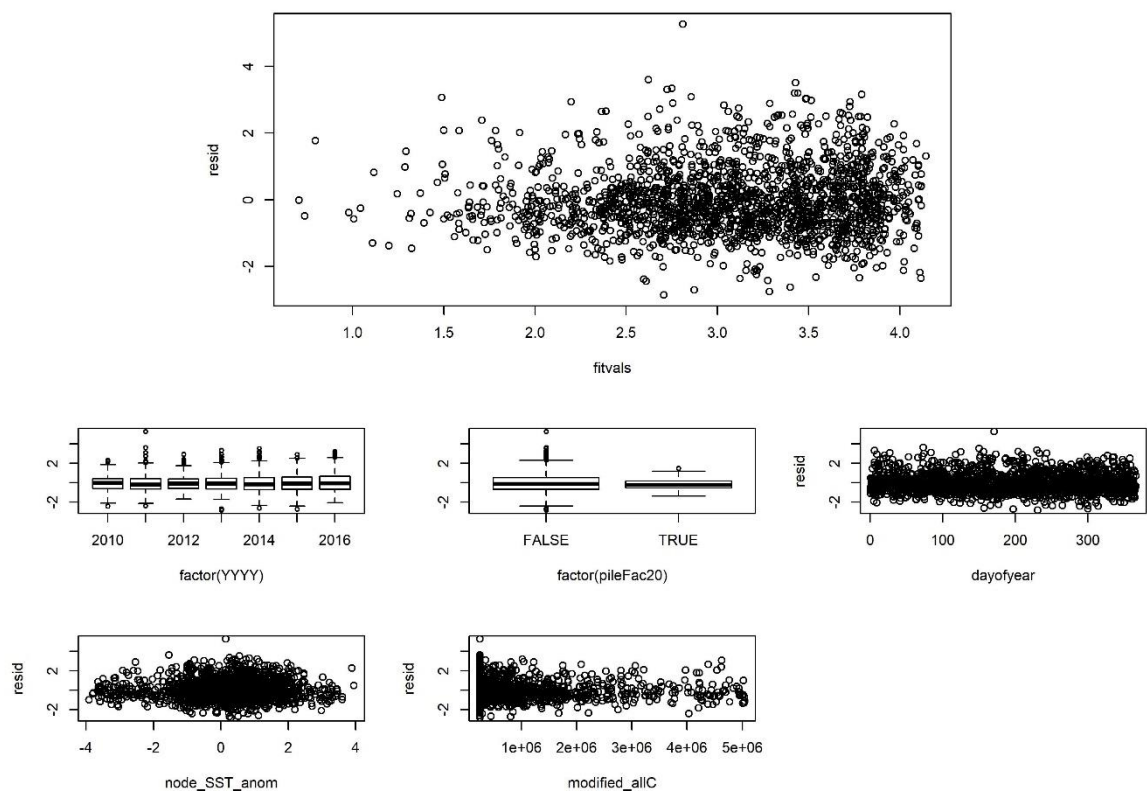 4
2
0
-2
resid
1.0 1.5 2.0 2.5 3.0 3.5 4.0
fitvals
2
-2
2010 2012 2014 2016
factor(YYYY)
2
-2
FALSE TRUE
factor(pileFac20)
resid
2
-2
0 100 200 300
dayofyear
resid
2
-2
-4 -2 0 2 4
node_SST_anom
resid
2
-2
1e+06 2e+06 3e+06 4e+06 5e+06
modified_allC